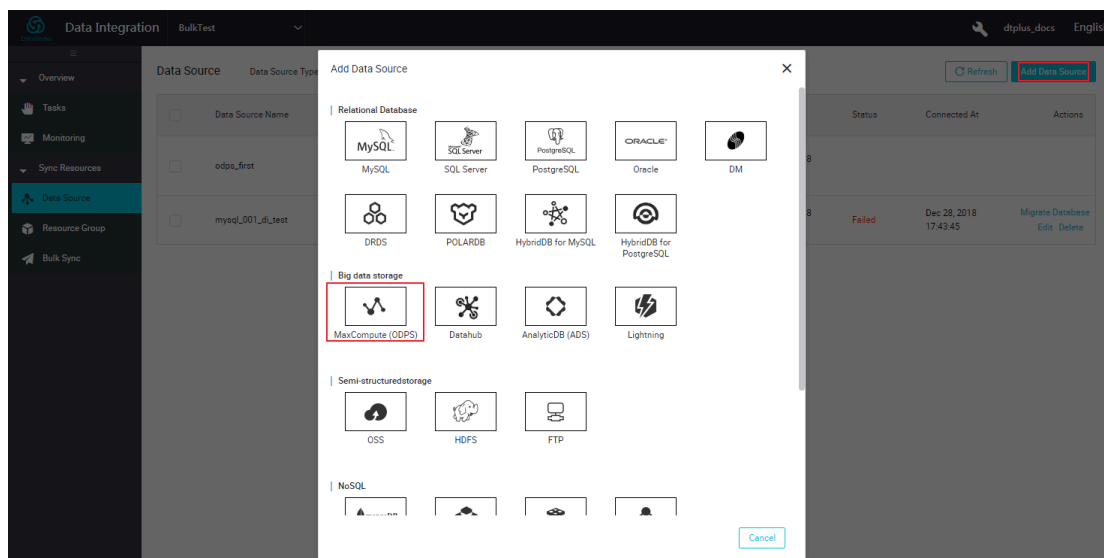 Data Integration
BulkTest
dtplus_docs
English
Overview
Tasks
Monitoring
Sync Resources
Data Source
Resource Group
Bulk Sync
Data Source
Data Source Type
Refresh
Add Data Source
Data Source Name
Status
Connected At
Actions
odps_first
8
mysql_001_di_test
8
Failed
Dec 28, 2018
17:43:45
Migrate Database
Edit Delete
Add Data Source
Relational Database
MySQL
SQL Server
PostgreSQL
ORACLE
MySQL
SQL Server
PostgreSQL
Oracle
DM
DRDS
POLARDB
HybridDB for MySQL
HybridDB for
PostgreSQL
Big data storage
MaxCompute (ODPS)
Datahub
AnalyticDB (ADS)
Lightning
Semi-structuredstorage
OSS
HDFS
FTP
NoSQL
Cancel